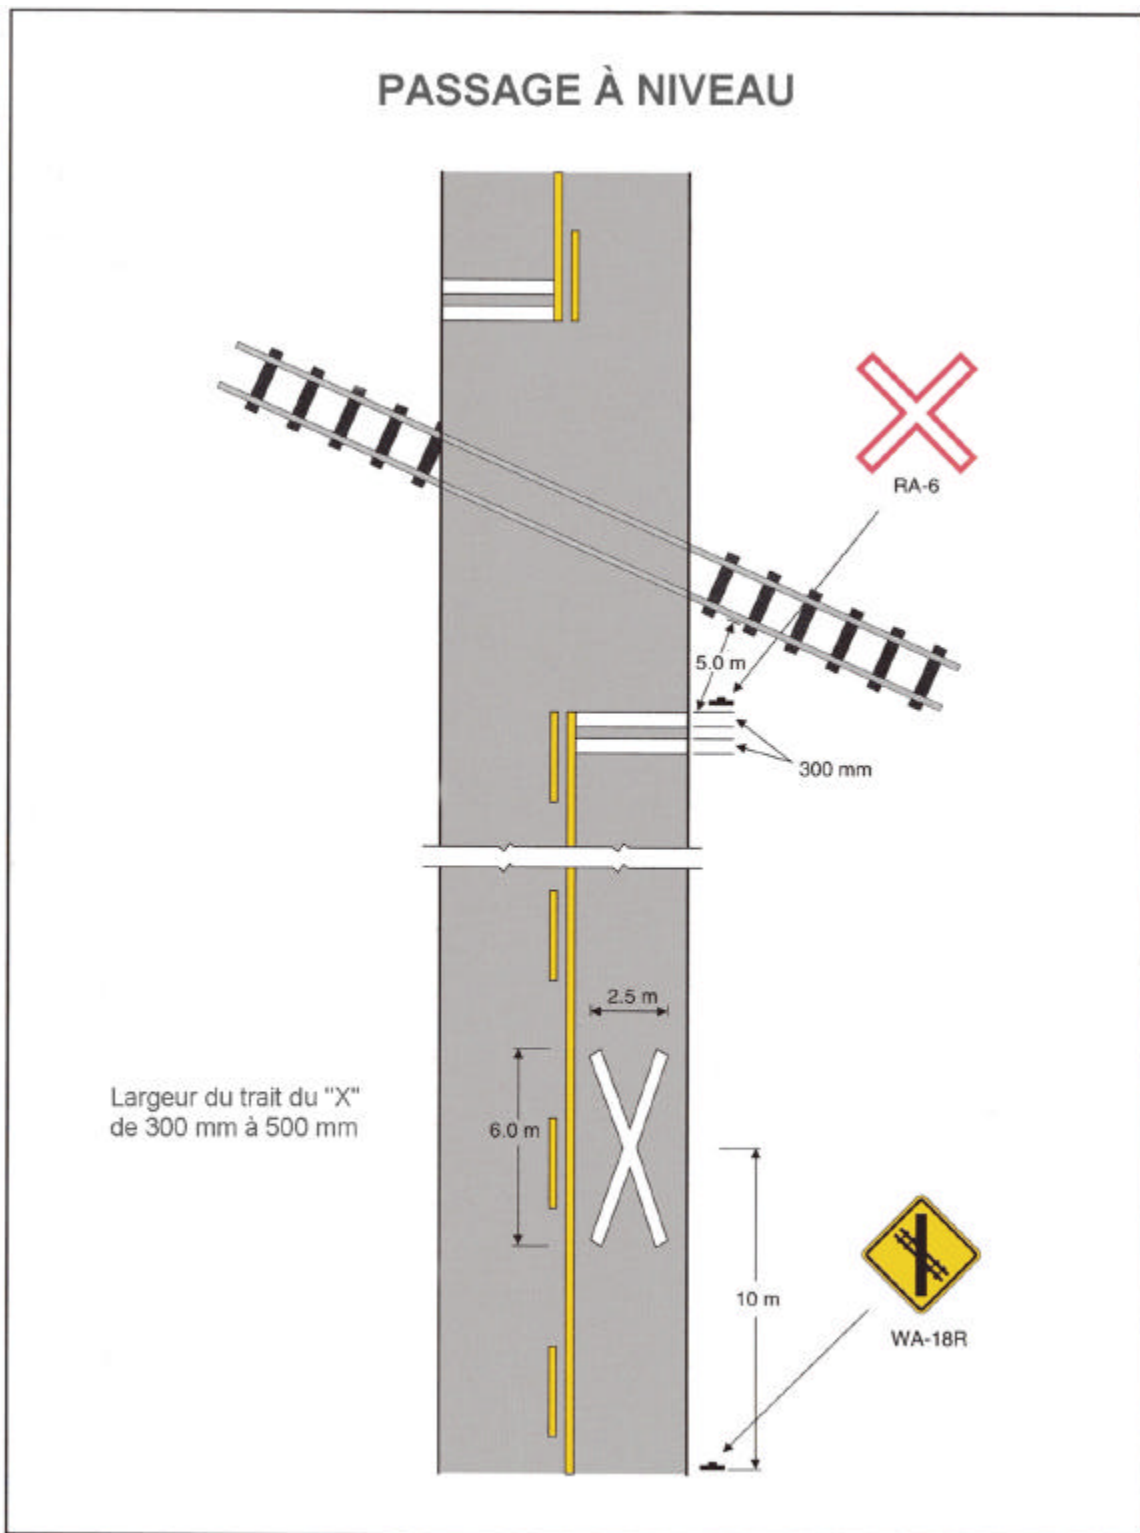 PASSAGE À NIVEAU
RA-6
5.0 m
300 mm
2.5 m
Largeur du trait du "X"
de 300 mm à 500 mm
6.0 m
10 m
WA-18R